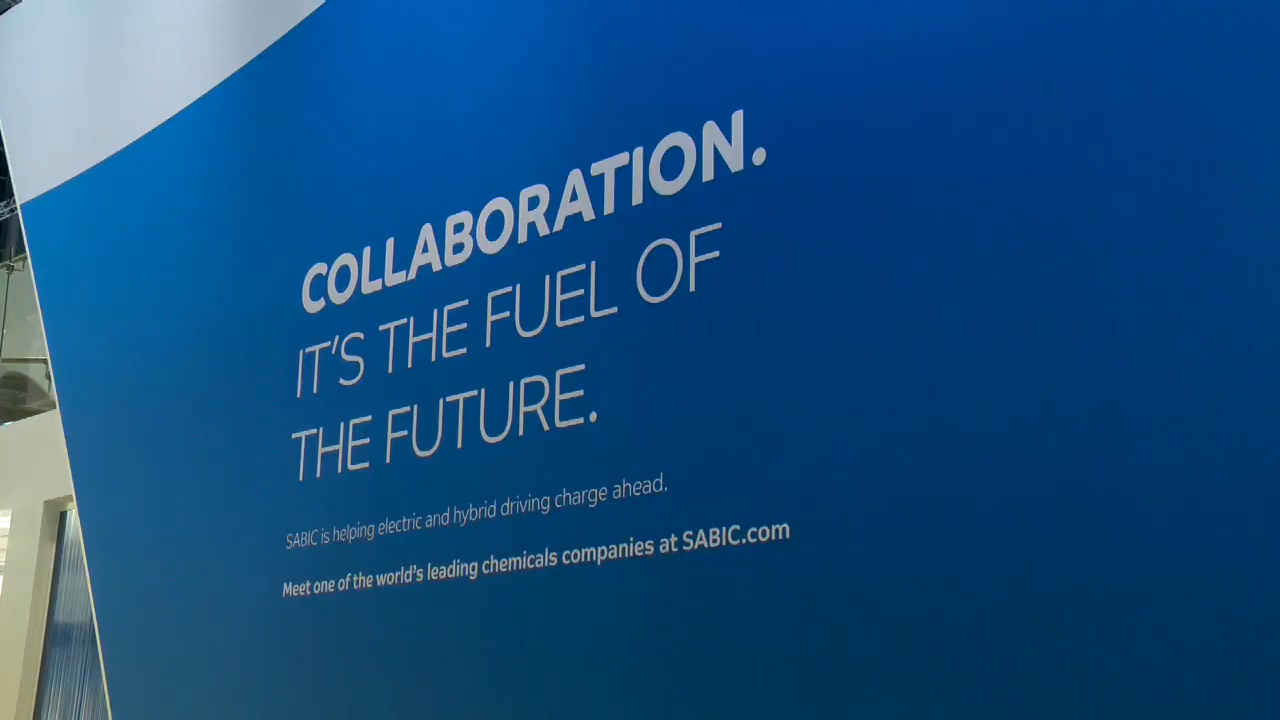 COLLABORATION.
IT'S THE FUEL OF
THE FUTURE.
SABIC is helping electric and hybrid driving charge ahead.
Meet one of the world's leading chemicals companies at SABIC.com